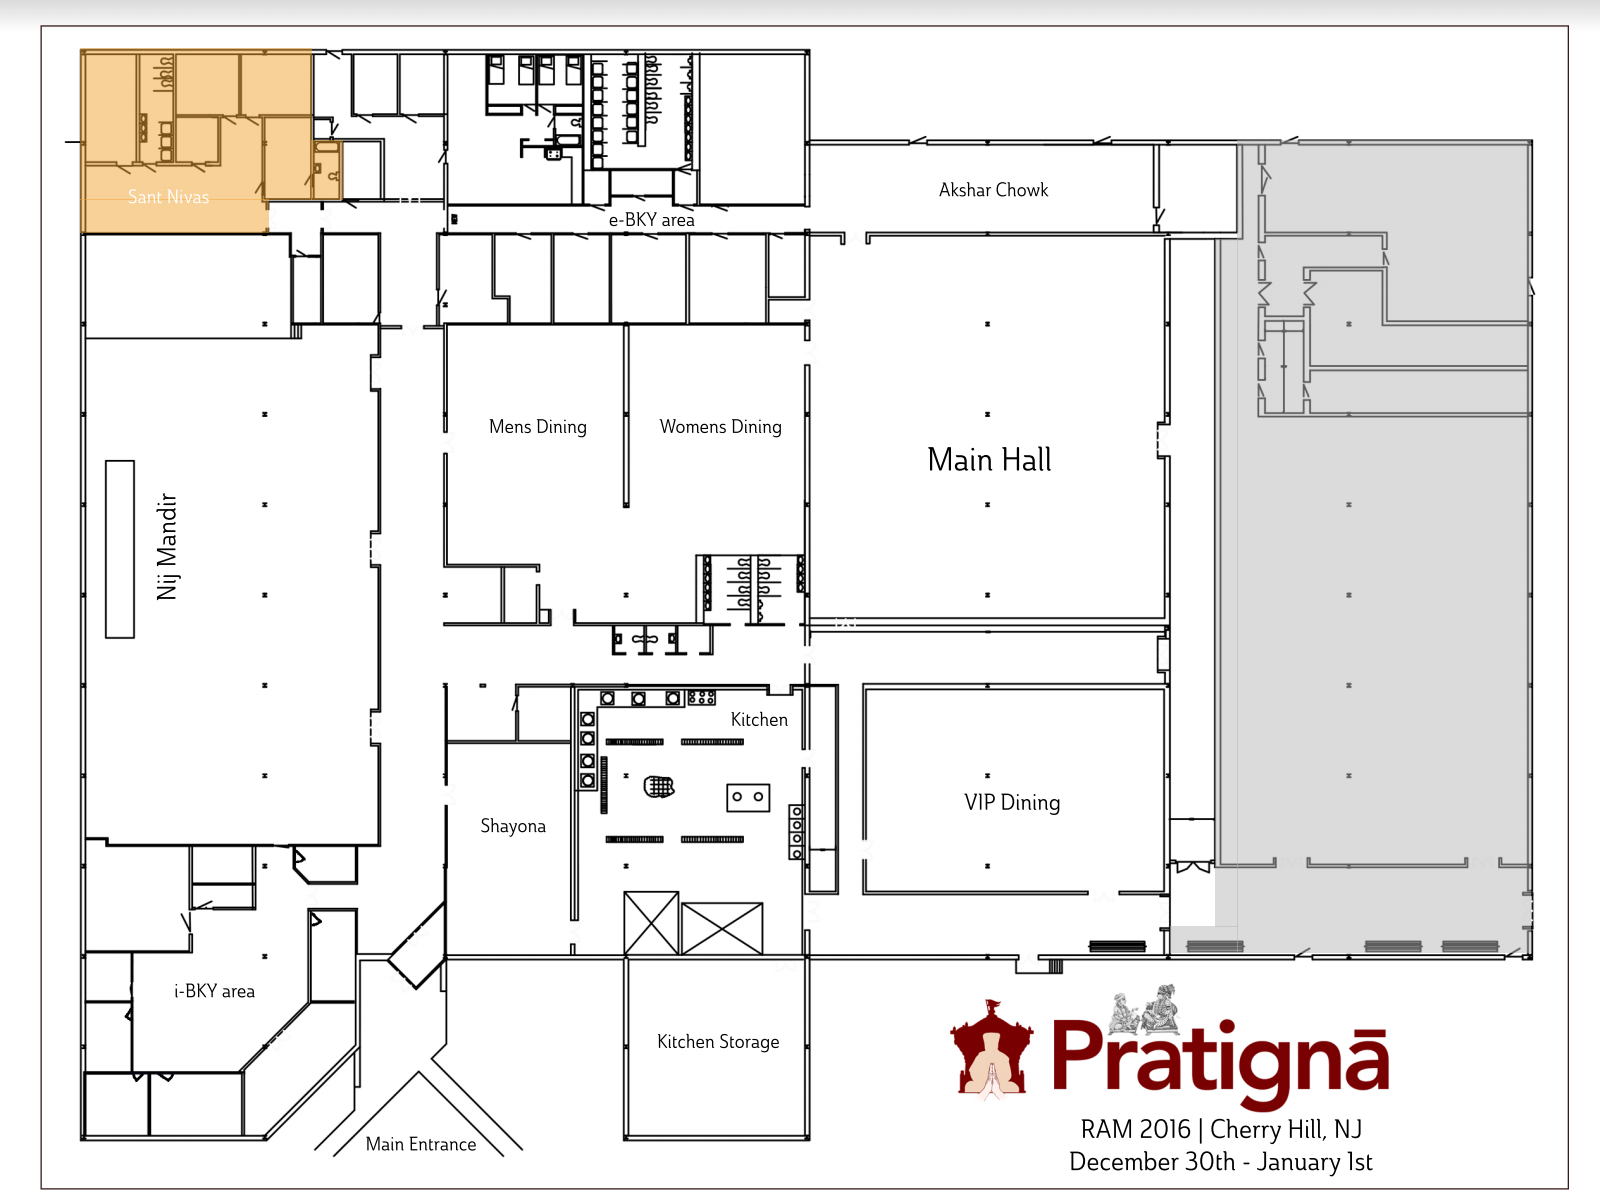 Sant Nivas
e-BKY area
Akshar Chowk
Mens Dining
Womens Dining
Main Hall
Nij Mandir
Kitchen
VIP Dining
Shayona
i-BKY area
Kitchen Storage
Main Entrance
Pratignā
RAM 2016 | Cherry Hill, NJ
December 30th - January 1st